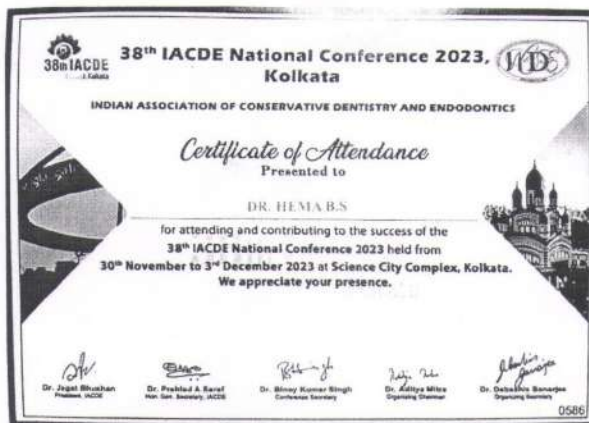 38th IACDE National Conference 2023,
Kolkata
38th IACDE
Kolkata
INDIAN ASSOCIATION OF CONSERVATIVE DENTISTRY AND ENDODONTICS
Certificate of Attendance
Presented to
DR. HEMA B.S
for attending and contributing to the success of the
38th IACDE National Conference 2023 held from
30th November to 3rd December 2023 at Science City Complex, Kolkata.
We appreciate your presence.
Dr. Jagat Bhushan
President, IACDE
Dr. Prahlad A Saraf
Hon. Gen. Secretary, IACDE
Dr. Binay Kumar Singh
Conference Secretary
Dr. Aditya Mitra
Organising Chairman
Dr. Debashis Banerjee
Organizing Secretary
0586